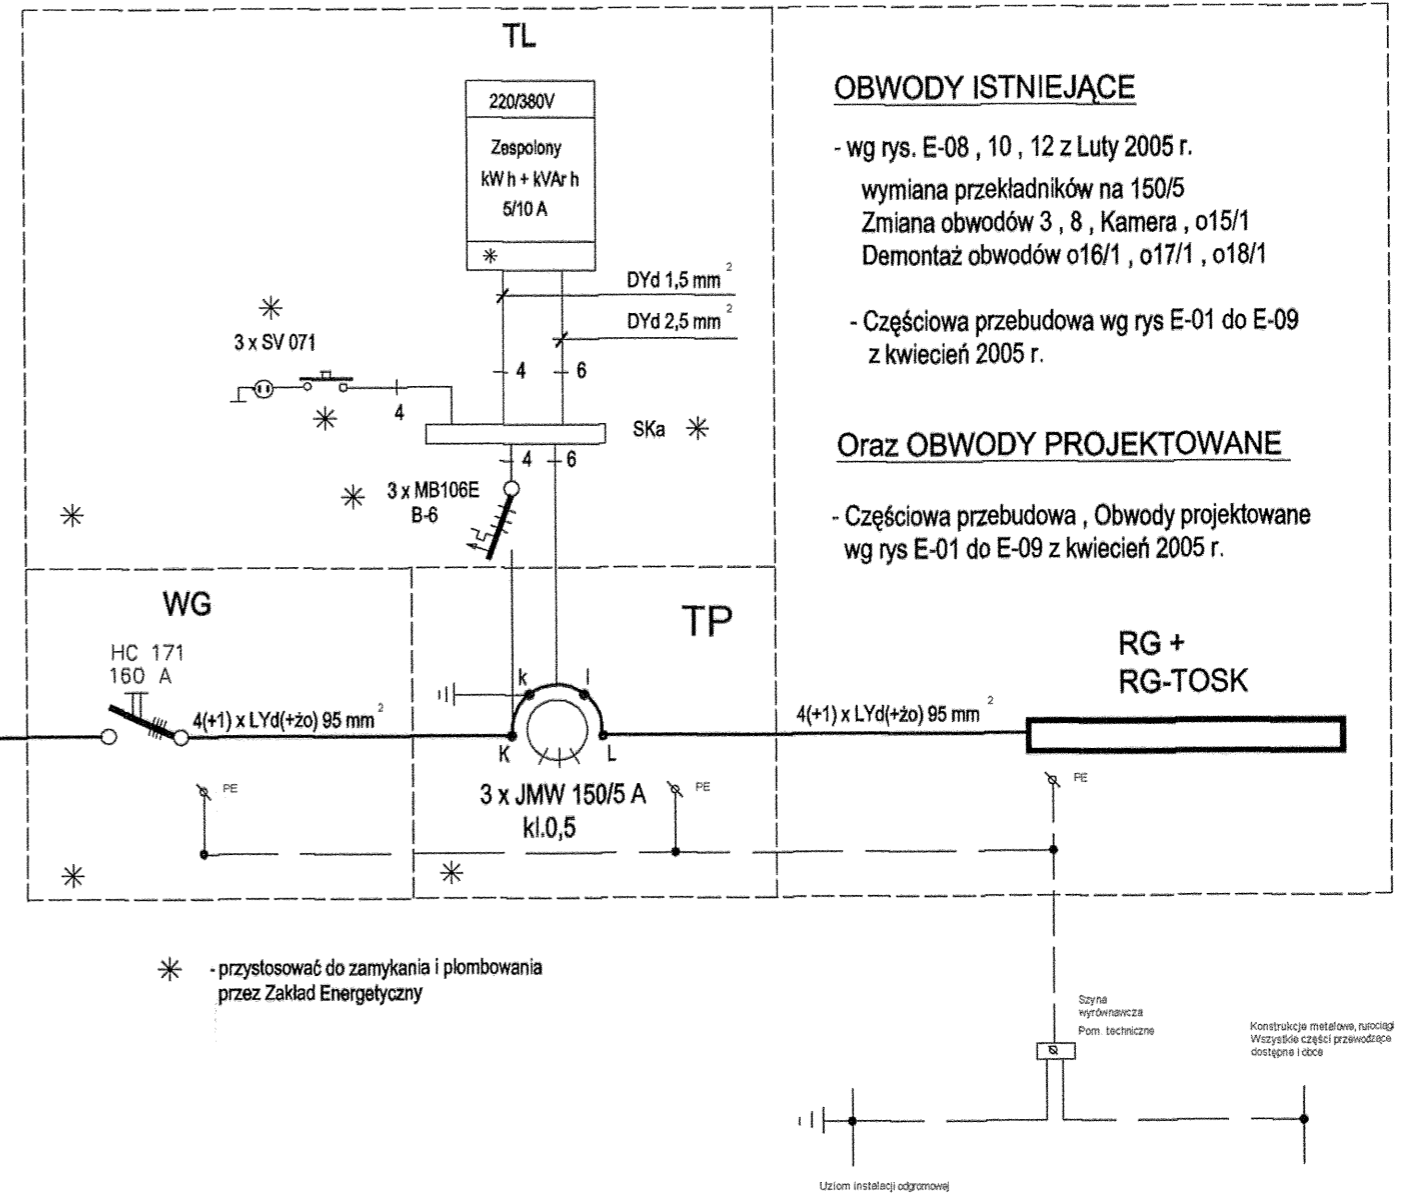 TL
220/380V
Zespolony
kW h + kVAr h
5/10 A
DYd 1,5 mm 2
DYd 2,5 mm 2
3 x SV 071
4
6
4
SKa
4
6
3 x MB106E
B-6
WG
HC 171
160 A
TP
k
l
4(+1) x LYd(+żo) 95 mm 2
4(+1) x LYd(+żo) 95 mm 2
K
L
3 x JMW 150/5 A
kl.0,5
PE
PE
PE
OBWODY ISTNIEJĄCE
- wg rys. E-08 , 10 , 12 z Luty 2005 r.
wymiana przekładników na 150/5
Zmiana obwodów 3 , 8 , Kamera , o15/1
Demontaż obwodów o16/1 , o17/1 , o18/1
- Częściowa przebudowa wg rys E-01 do E-09
z kwiecień 2005 r.
Oraz OBWODY PROJEKTOWANE
- Częściowa przebudowa , Obwody projektowane
wg rys E-01 do E-09 z kwiecień 2005 r.
RG +
RG-TOSK
- przystosować do zamykania i plombowania
przez Zakład Energetyczny
Szyna
wyrównawcza
Pom. techniczne
Konstrukcje metalowe, rurociągi
Wszystkie części przewodzące
dostępne i obce
Uziom instalacji odgromowej